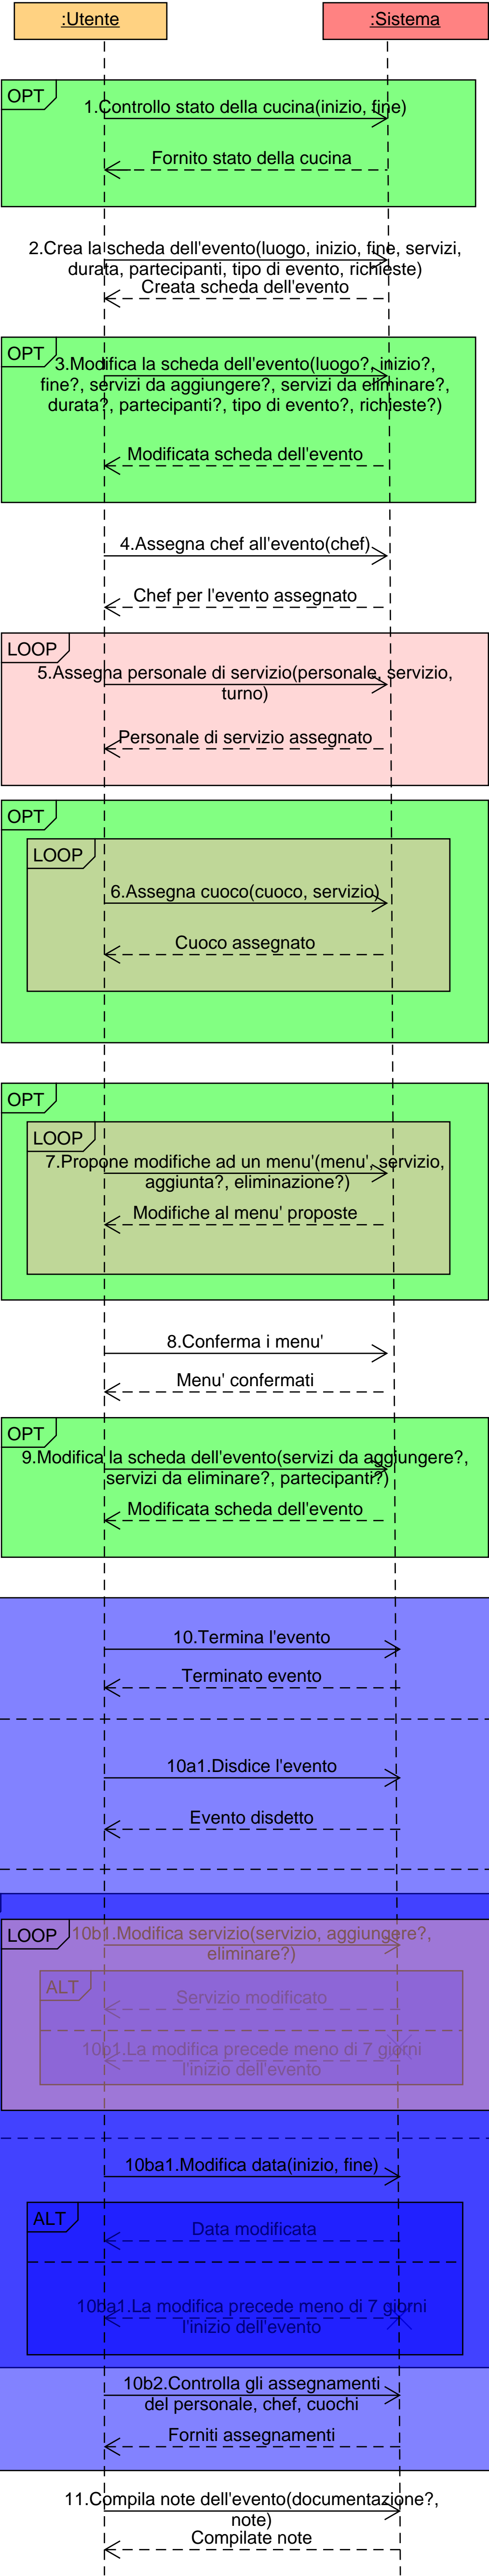 :Utente
:Sistema
OPT
1.Controllo stato della cucina(inizio, fine)
Fornito stato della cucina
2.Crea la scheda dell'evento(luogo, inizio, fine, servizi,
durata, partecipanti, tipo di evento, richieste)
Creata scheda dell'evento
OPT
3.Modifica la scheda dell'evento(luogo?, inizio?,
fine?, servizi da aggiungere?, servizi da eliminare?,
durata?, partecipanti?, tipo di evento?, richieste?)
Modificata scheda dell'evento
4.Assegna chef all'evento(chef)
Chef per l'evento assegnato
LOOP
5.Assegna personale di servizio(personale, servizio,
turno)
Personale di servizio assegnato
OPT
LOOP
6.Assegna cuoco(cuoco, servizio)
Cuoco assegnato
OPT
LOOP
7.Propone modifiche ad un menu'(menu', servizio,
aggiunta?, eliminazione?)
Modifiche al menu' proposte
8.Conferma i menu'
Menu' confermati
OPT
9.Modifica la scheda dell'evento(servizi da aggiungere?,
servizi da eliminare?, partecipanti?)
Modificata scheda dell'evento
10.Termina l'evento
Terminato evento
10a1.Disdice l'evento
Evento disdetto
LOOP
10b1.Modifica servizio(servizio, aggiungere?,
eliminare?)
ALT
Servizio modificato
10b1.La modifica precede meno di 7 giorni
l'inizio dell'evento
10ba1.Modifica data(inizio, fine)
ALT
Data modificata
10ba1.La modifica precede meno di 7 giorni
l'inizio dell'evento
10b2.Controlla gli assegnamenti
del personale, chef, cuochi
Forniti assegnamenti
11.Compila note dell'evento(documentazione?,
note)
Compilate note